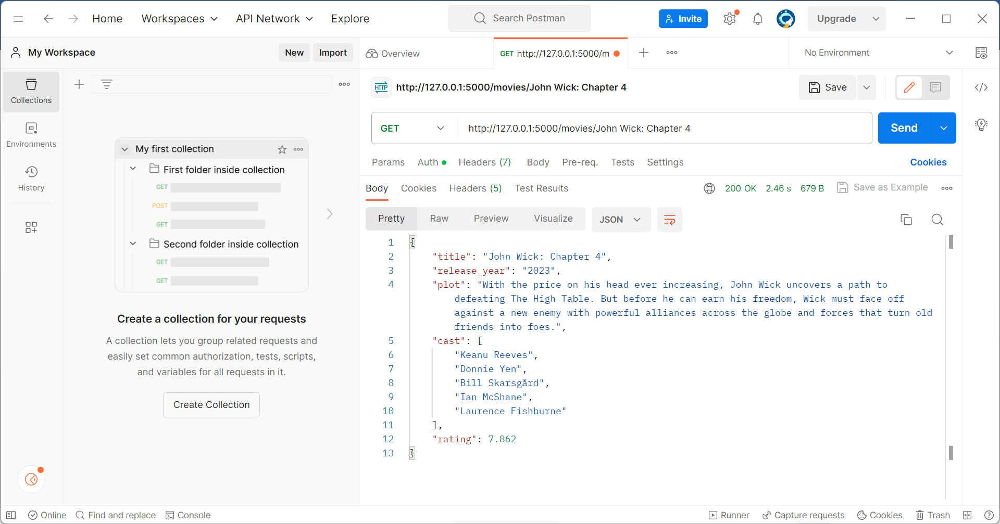 Home Workspaces API Network Explore Search Postman Invite Upgrade
My Workspace New Import Overview GET http://127.0.0.1:5000/m No Environment
Collections
Environments
History
My first collection
First folder inside collection
GET
POST
GET
Second folder inside collection
GET
GET
Create a collection for your requests
A collection lets you group related requests and
easily set common authorization, tests, scripts,
and variables for all requests in it.
Create Collection
HTTP http://127.0.0.1:5000/movies/John Wick: Chapter 4 Save
GET http://127.0.0.1:5000/movies/John Wick: Chapter 4 Send
Params Auth Headers (7) Body Pre-req. Tests Settings Cookies
Body Cookies Headers (5) Test Results 200 OK 2.46 s 679 B Save as Example
Pretty Raw Preview Visualize JSON
1 {
2 "title": "John Wick: Chapter 4",
3 "release_year": "2023",
4 "plot": "With the price on his head ever increasing, John Wick uncovers a path to
defeating The High Table. But before he can earn his freedom, Wick must face off
against a new enemy with powerful alliances across the globe and forces that turn old
friends into foes.",
5 "cast": [
6 "Keanu Reeves",
7 "Donnie Yen",
8 "Bill Skarsgård",
9 "Ian McShane",
10 "Laurence Fishburne"
11 ],
12 "rating": 7.862
13 }
Online Find and replace Console Runner Capture requests Cookies Trash